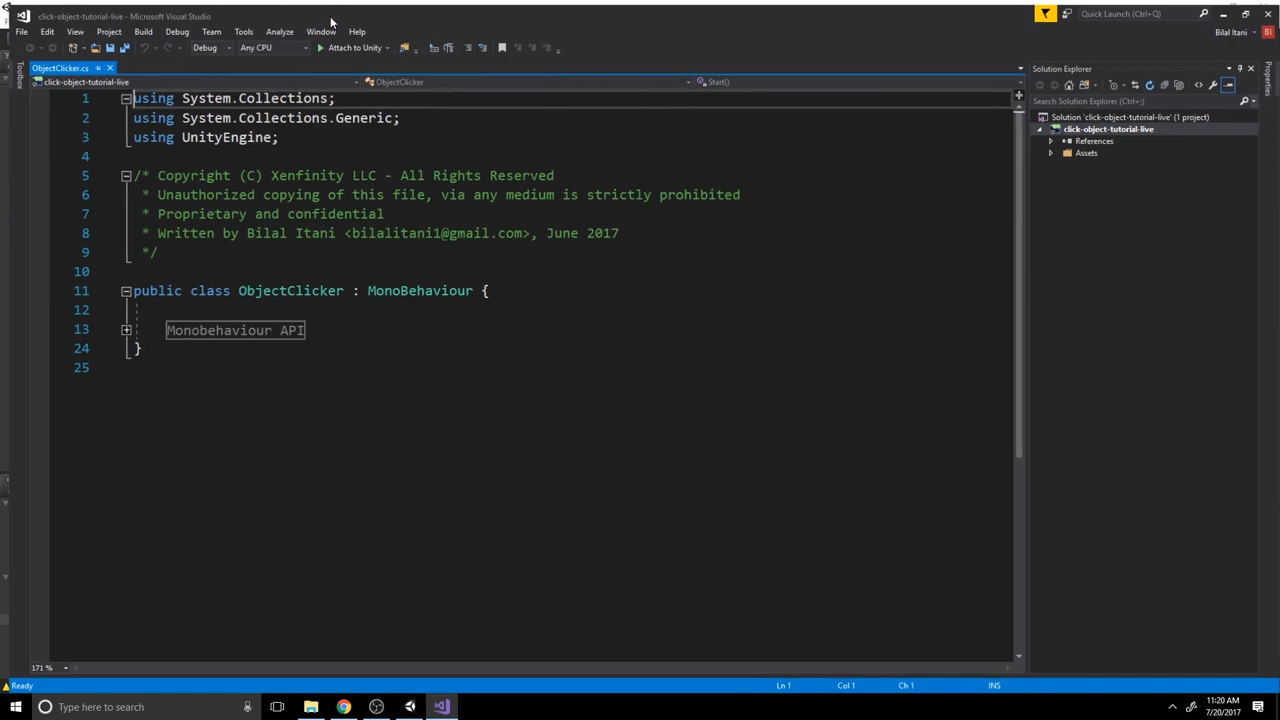 click-object-tutorial-live - Microsoft Visual Studio
Quick Launch (Ctrl+;)
File Edit View Project Build Debug Team Tools Analyze Window Help
Bilal Itani
BI
Debug Any CPU Attach to Unity
Toolbox
ObjectClicker.cs
click-object-tutorial-live ObjectClicker Start()
1 using System.Collections;
2 using System.Collections.Generic;
3 using UnityEngine;
4
5 /* Copyright (C) Xenfinity LLC - All Rights Reserved
6 * Unauthorized copying of this file, via any medium is strictly prohibited
7 * Proprietary and confidential
8 * Written by Bilal Itani <bilalitani1@gmail.com>, June 2017
9 */
10
11 public class ObjectClicker : MonoBehaviour {
12
13 Monobehaviour API
24 }
25
Solution Explorer
Search Solution Explorer (Ctrl+;)
Solution 'click-object-tutorial-live' (1 project)
click-object-tutorial-live
References
Assets
Properties
171 %
Ready Ln 1 Col 1 Ch 1 INS
Type here to search
11:20 AM
7/20/2017